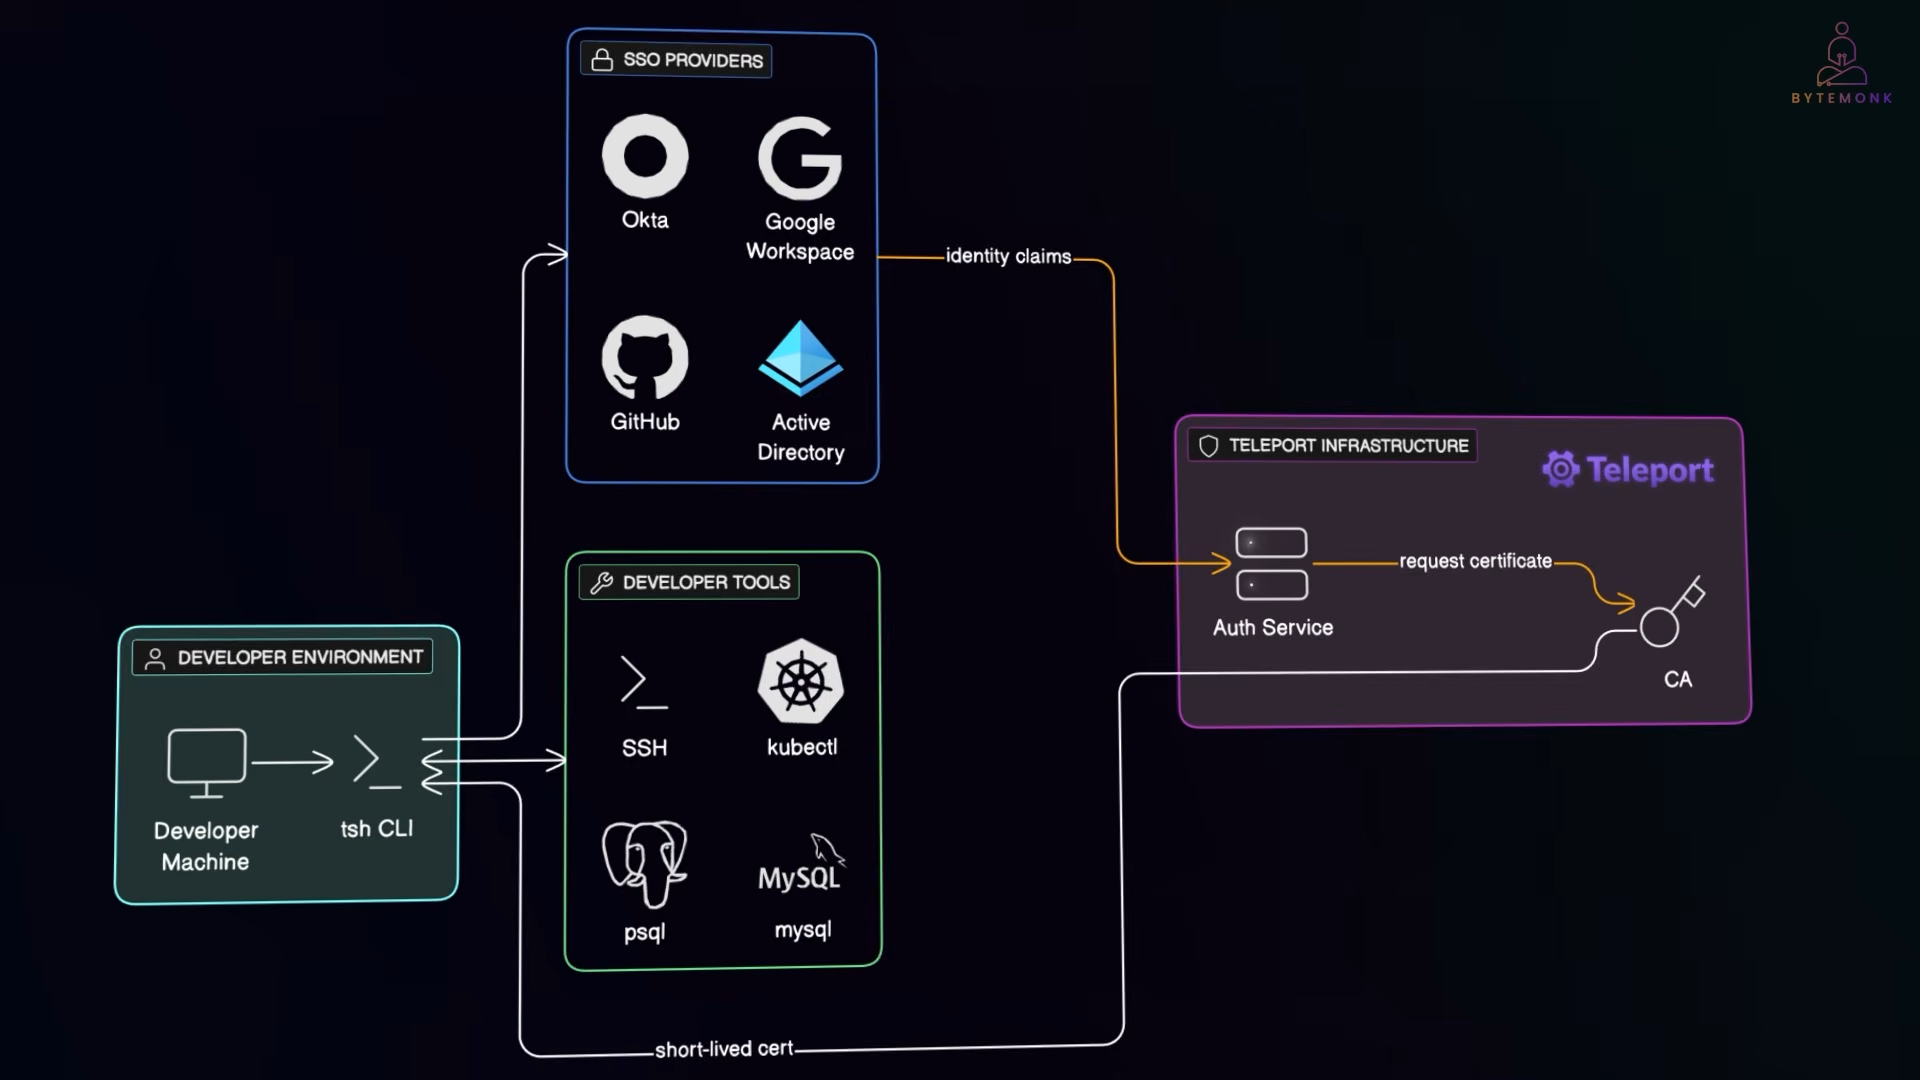 BYTEMONK
SSO PROVIDERS
Okta
Google
Workspace
GitHub
Active
Directory
identity claims
TELEPORT INFRASTRUCTURE
Teleport
Auth Service
request certificate
CA
DEVELOPER TOOLS
SSH
kubectl
psql
MySQL
mysql
DEVELOPER ENVIRONMENT
Developer
Machine
tsh CLI
short-lived cert